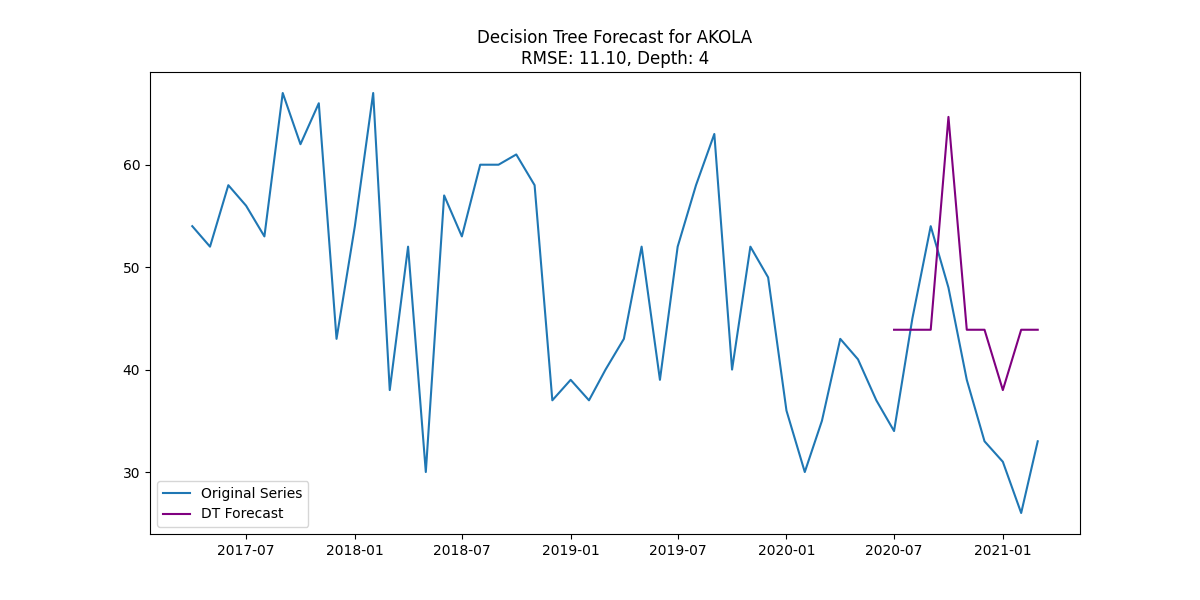 Decision Tree Forecast for AKOLA
RMSE: 11.10, Depth: 4
60
50
40
30
Original Series
DT Forecast
2017-07 2018-01 2018-07 2019-01 2019-07 2020-01 2020-07 2021-01